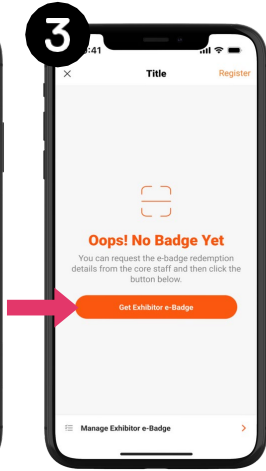 3
:41
Title
Register
Oops! No Badge Yet
You can request the e-badge redemption
details from the core staff and then click the
button below.
Get Exhibitor e-Badge
Manage Exhibitor e-Badge